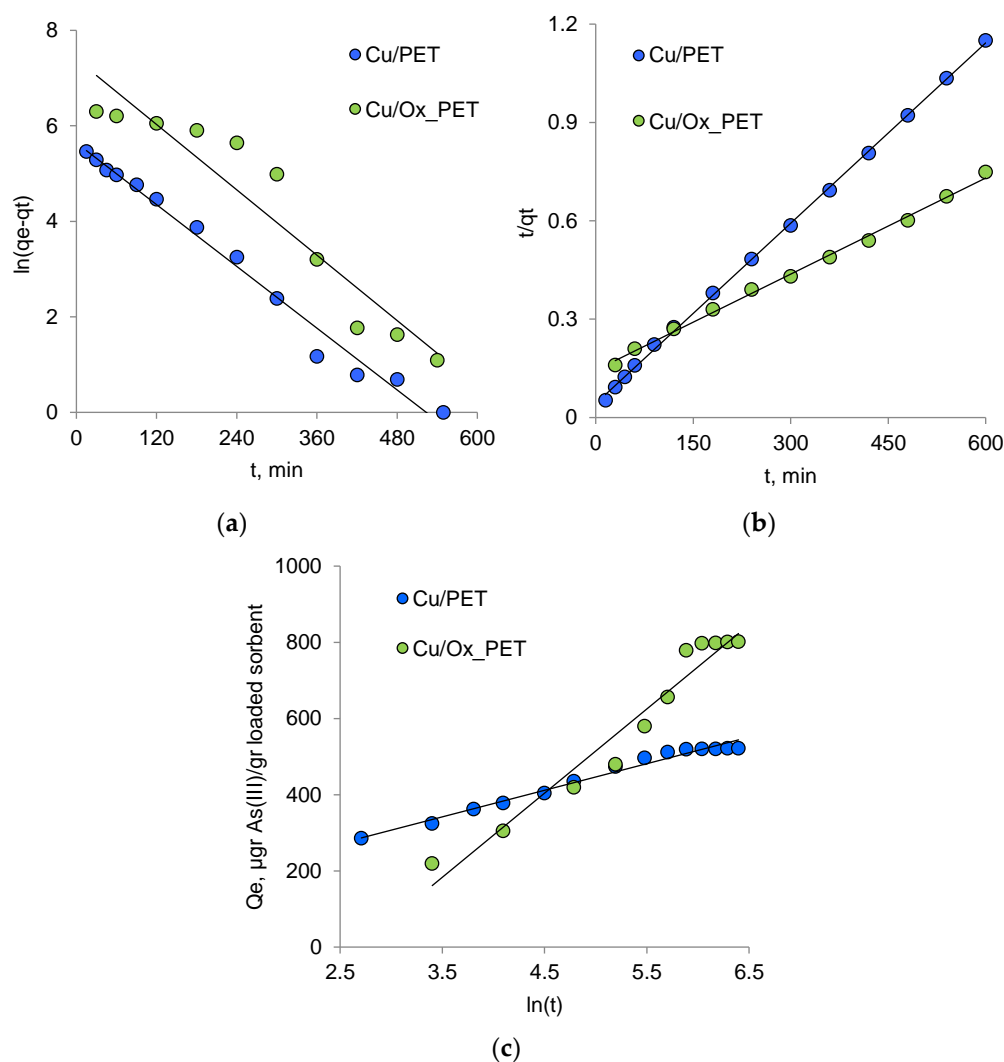 8
6
4
2
0
ln(qe-qt)
Cu/PET
Cu/Ox_PET
0 120 240 360 480 600
t, min
(a)
1.2
0.9
0.6
0.3
0
t/qt
Cu/PET
Cu/Ox_PET
0 150 300 450 600
t, min
(b)
1000
800
600
400
200
0
Qe, µgr As(III)/gr loaded sorbent
Cu/PET
Cu/Ox_PET
2.5 3.5 4.5 5.5 6.5
ln(t)
(c)